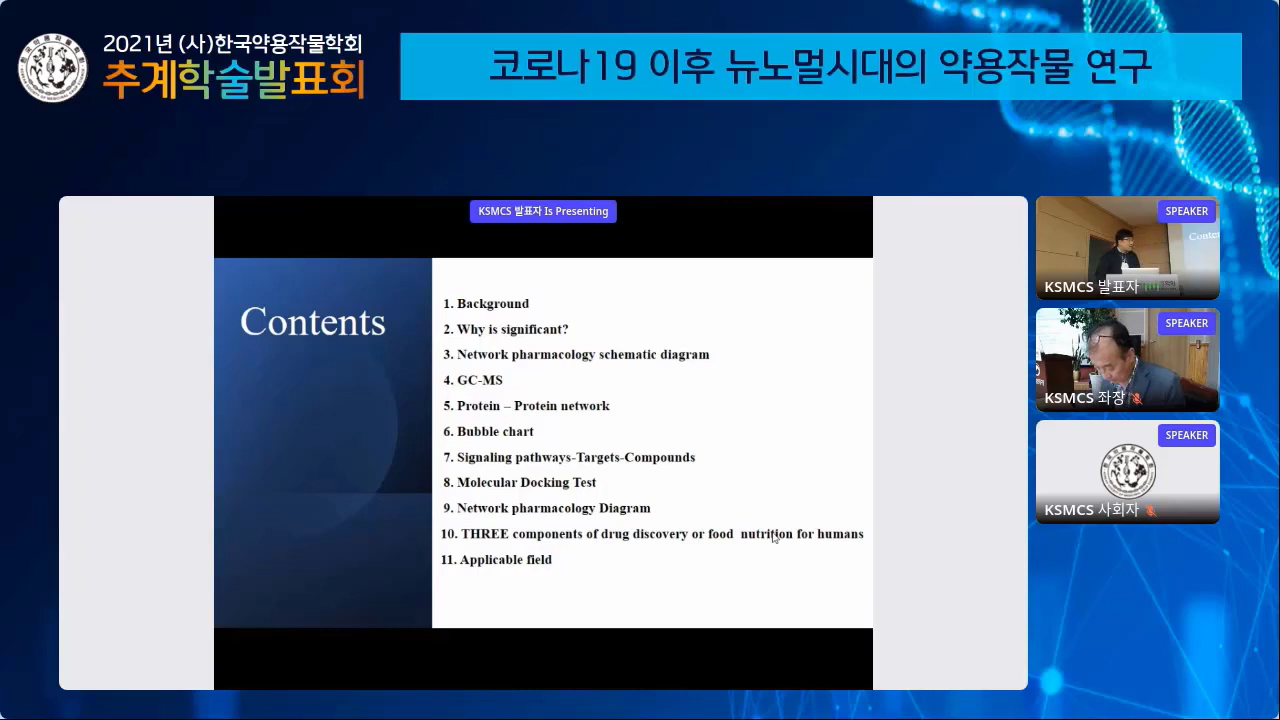 2021년 (사)한국약용작물학회
추계학술발표회
코로나19 이후 뉴노멀시대의 약용작물 연구
KSMCS 발표자 Is Presenting
Contents
1. Background
2. Why is significant?
3. Network pharmacology schematic diagram
4. GC-MS
5. Protein – Protein network
6. Bubble chart
7. Signaling pathways-Targets-Compounds
8. Molecular Docking Test
9. Network pharmacology Diagram
10. THREE components of drug discovery or food  nutrition for humans
11. Applicable field
SPEAKER
Conte
KSMCS 발표자
SPEAKER
KSMCS 좌장
SPEAKER
KSMCS 사회자